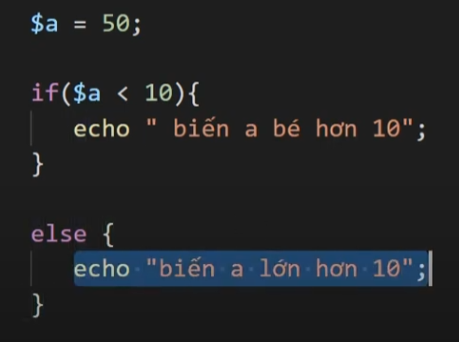 $a = 50;
if($a < 10){
echo " biến a bé hơn 10";
}
else {
echo "biến a lớn hơn 10";
}